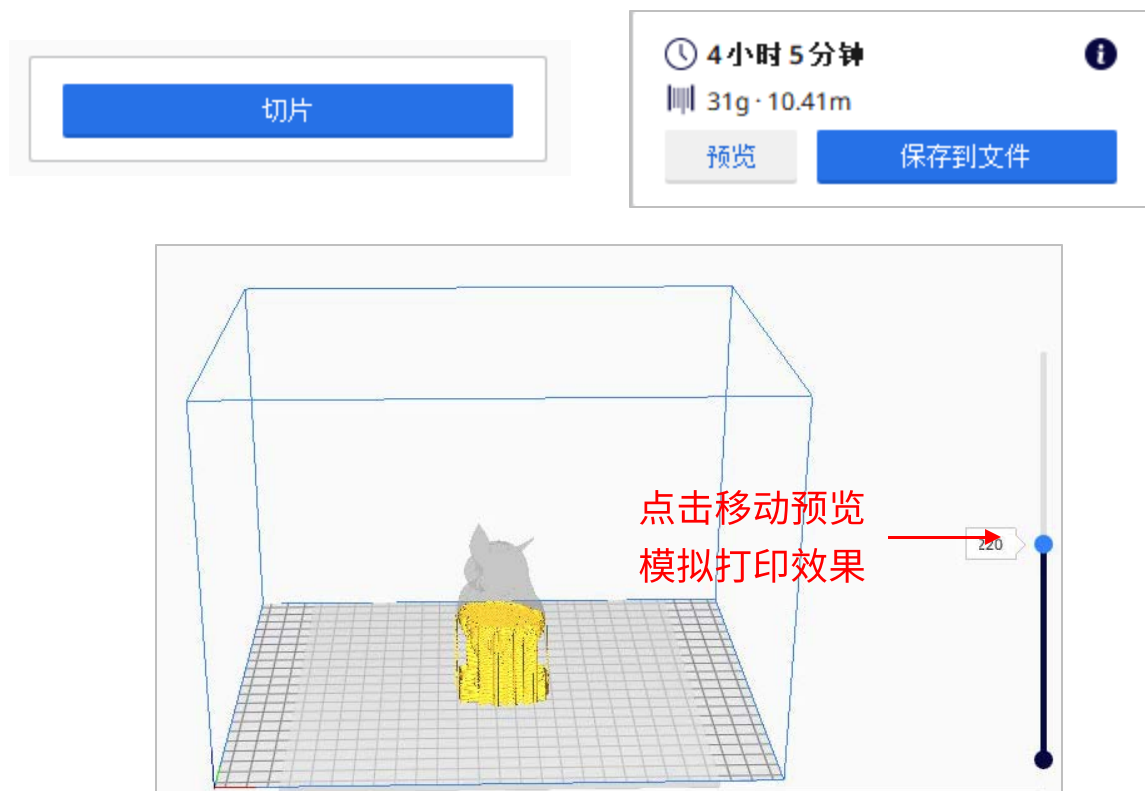 切片
4小时5分钟
31g · 10.41m
预览
保存到文件
点击移动预览
模拟打印效果
220